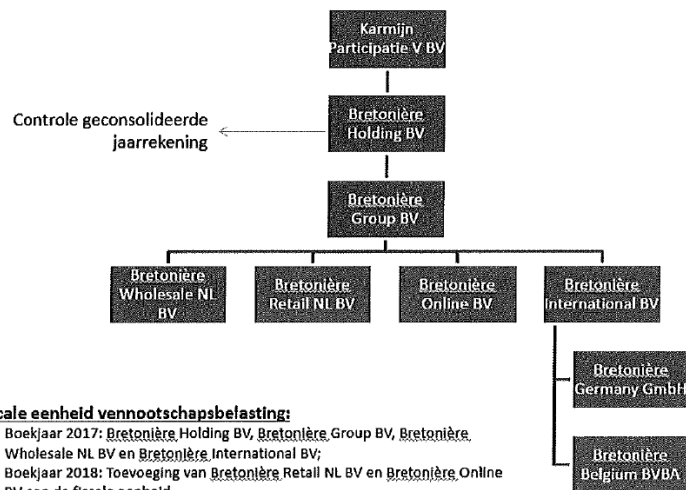 Karmijn
Participatie V BV
Controle geconsolideerde
jaarrekening
Bretonière
Holding BV
Bretonière
Group BV
Bretonière
Wholesale NL
BV
Bretonière
Retail NL BV
Bretonière
Online BV
Bretonière
International BV
Bretonière
Germany GmbH
Bretonière
Belgium BVBA
cale eenheid vennootschapsbelasting:
Boekjaar 2017: Bretonière Holding BV, Bretonière Group BV, Bretonière
Wholesale NL BV en Bretonière International BV;
Boekjaar 2018: Toevoeging van Bretonière Retail NL BV en Bretonière Online